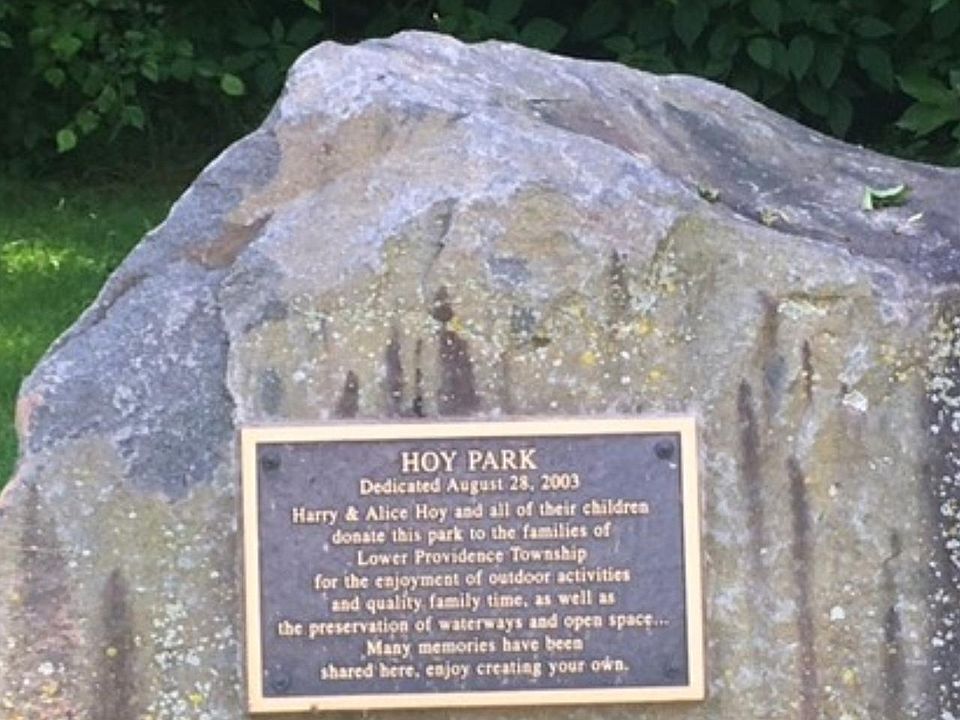 HOY PARK
Dedicated August 28, 2003
Harry & Alice Hoy and all of their children
donate this park to the families of
Lower Providence Township
for the enjoyment of outdoor activities
and quality family time, as well as
the preservation of waterways and open space...
Many memories have been
shared here, enjoy creating your own.